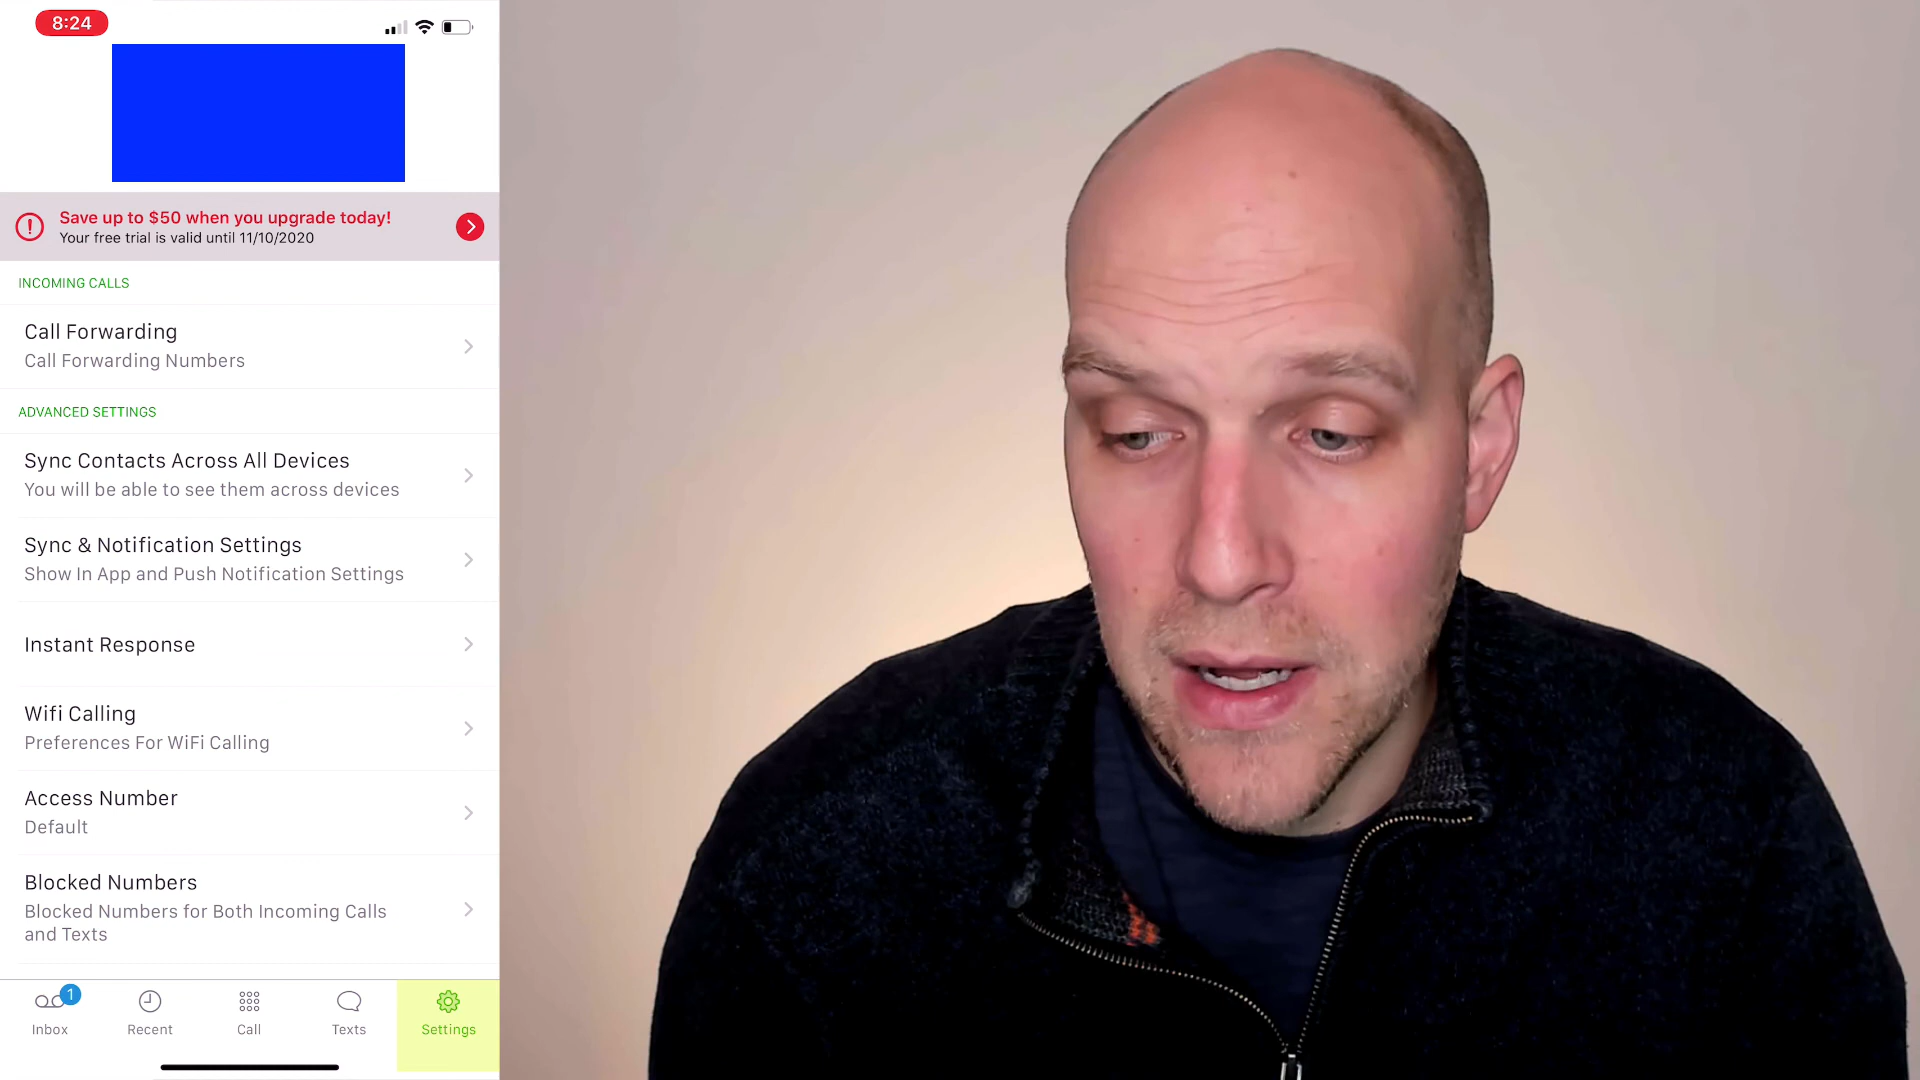 8:24
Save up to $50 when you upgrade today!
Your free trial is valid until 11/10/2020
INCOMING CALLS
Call Forwarding
Call Forwarding Numbers
ADVANCED SETTINGS
Sync Contacts Across All Devices
You will be able to see them across devices
Sync & Notification Settings
Show In App and Push Notification Settings
Instant Response
Wifi Calling
Preferences For WiFi Calling
Access Number
Default
Blocked Numbers
Blocked Numbers for Both Incoming Calls
and Texts
1
Inbox
Recent
Call
Texts
Settings